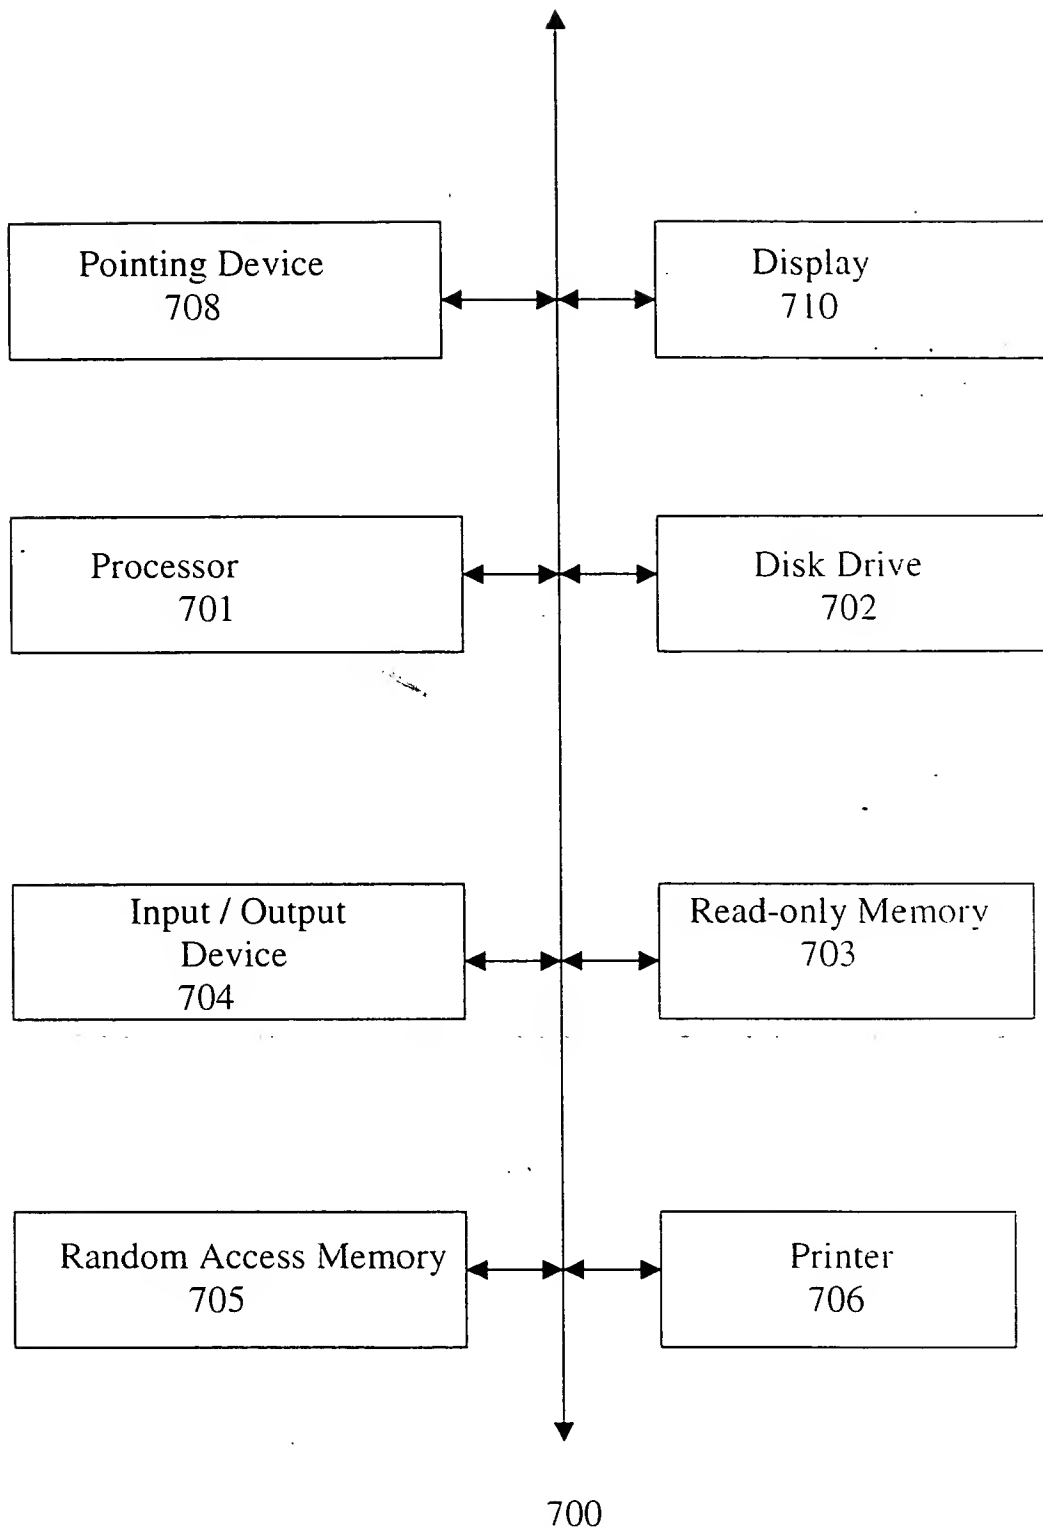 Pointing Device
708
Display
710
Processor
701
Disk Drive
702
Input / Output
Device
704
Read-only Memory
703
Random Access Memory
705
Printer
706
700